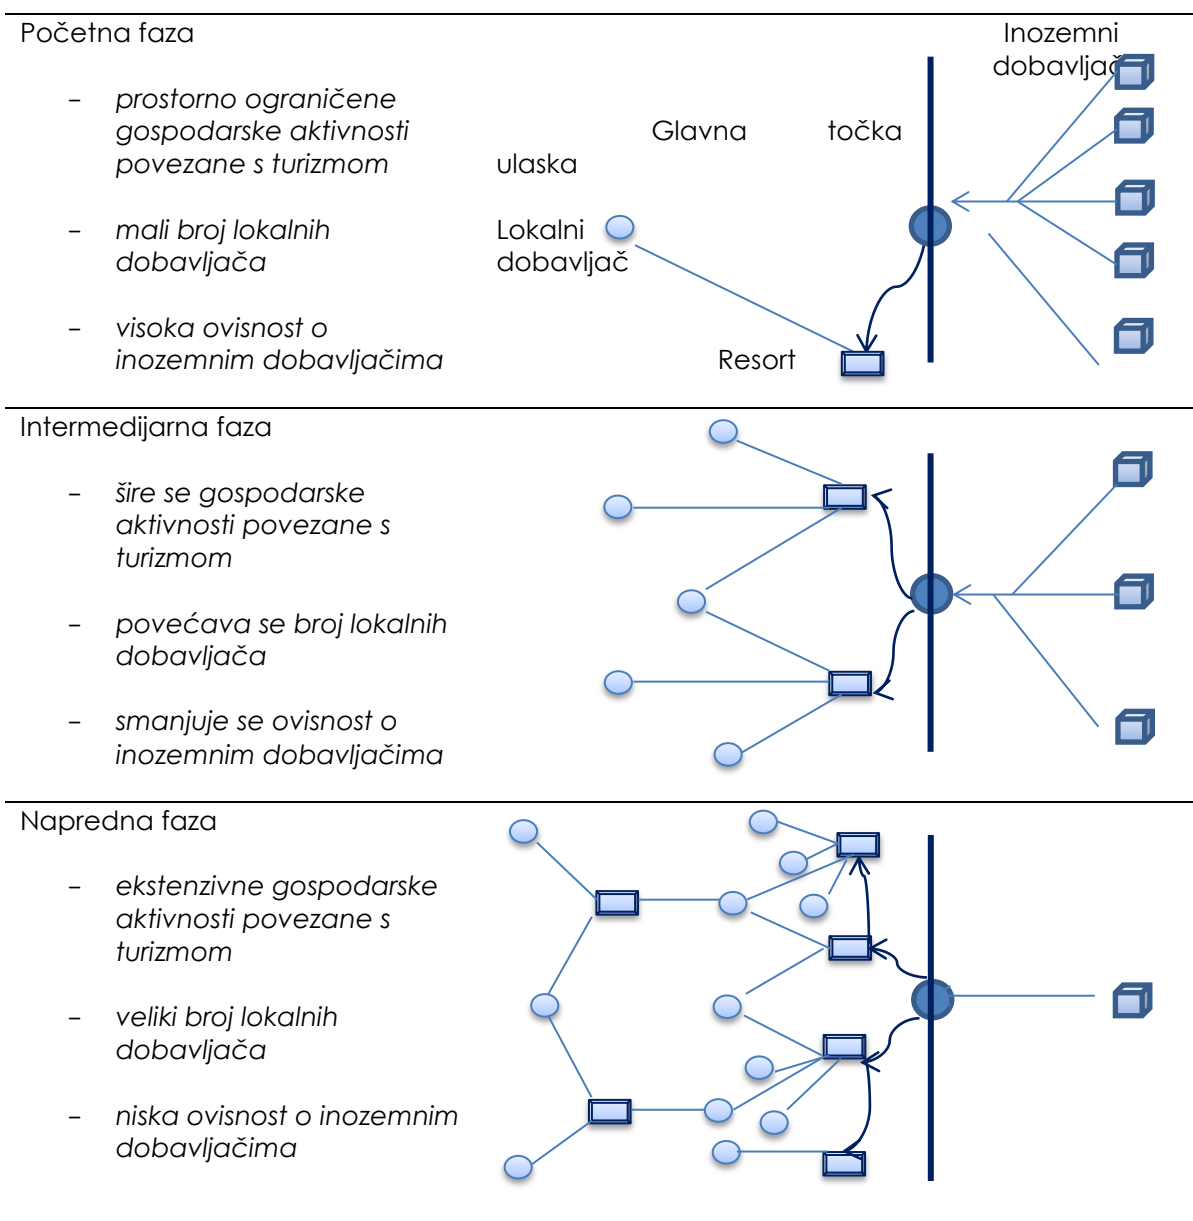 Početna faza
Inozemni
dobavljač
- prostorno ograničene
gospodarske aktivnosti
povezane s turizmom
Glavna točka
ulaska
- mali broj lokalnih
dobavljača
Lokalni
dobavljač
- visoka ovisnost o
inozemnim dobavljačima
Resort
Intermedijarna faza
- šire se gospodarske
aktivnosti povezane s
turizmom
- povećava se broj lokalnih
dobavljača
- smanjuje se ovisnost o
inozemnim dobavljačima
Napredna faza
- ekstenzivne gospodarske
aktivnosti povezane s
turizmom
- veliki broj lokalnih
dobavljača
- niska ovisnost o inozemnim
dobavljačima